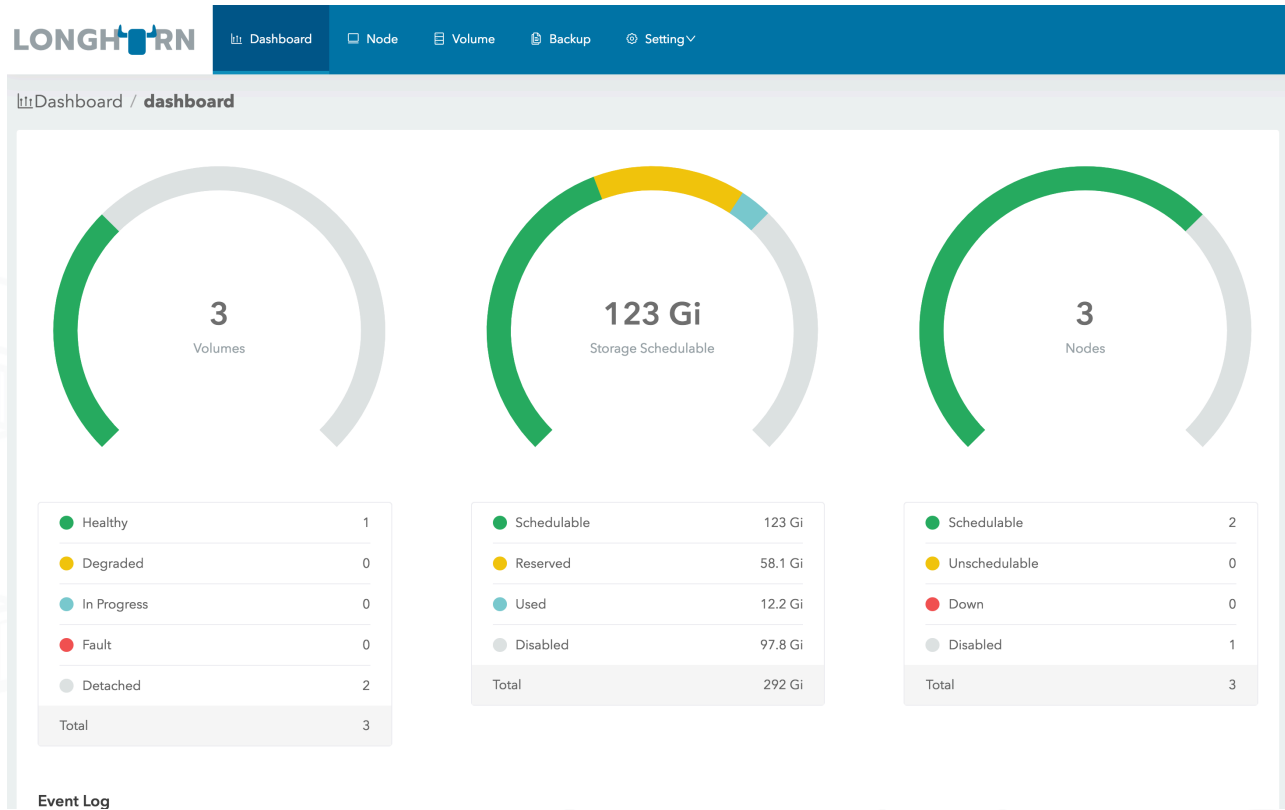 LONGHORN
Dashboard
Node
Volume
Backup
Setting
Dashboard / dashboard
3
Volumes
123 Gi
Storage Schedulable
3
Nodes
Healthy 1
Degraded 0
In Progress 0
Fault 0
Detached 2
Total 3
Schedulable 123 Gi
Reserved 58.1 Gi
Used 12.2 Gi
Disabled 97.8 Gi
Total 292 Gi
Schedulable 2
Unschedulable 0
Down 0
Disabled 1
Total 3
Event Log